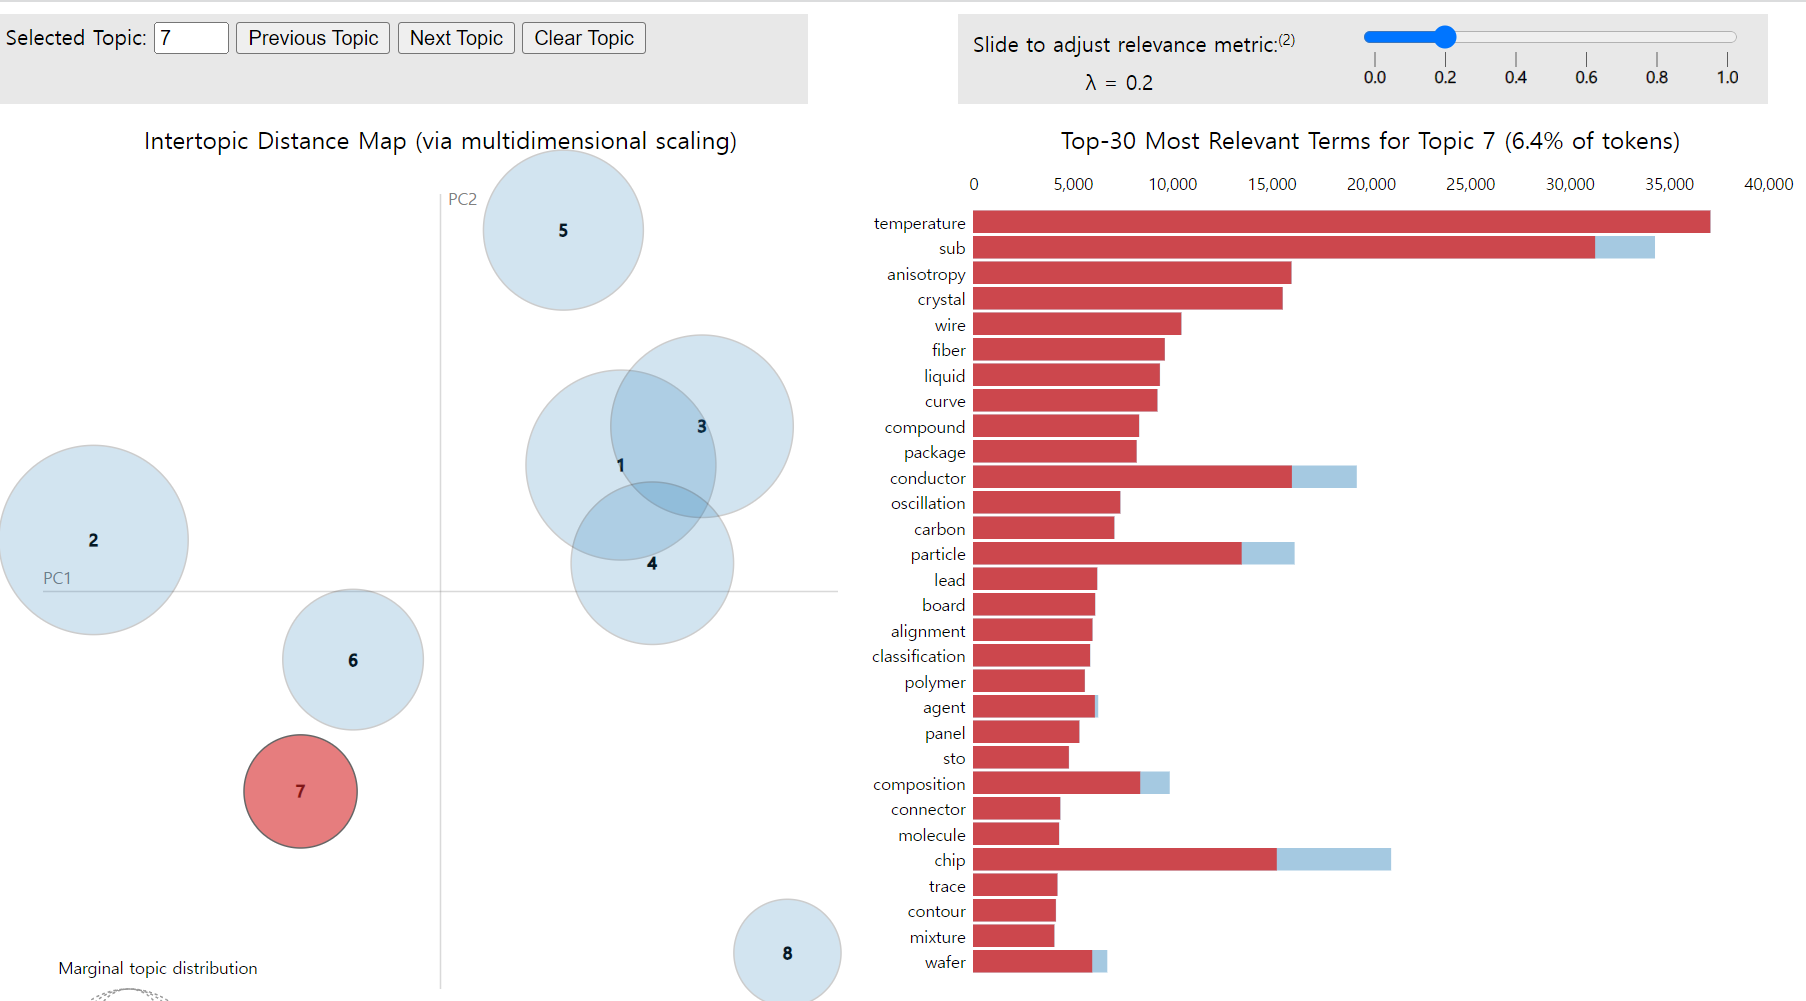 Selected Topic: 7 Previous Topic Next Topic Clear Topic
Slide to adjust relevance metric:(2)
λ = 0.2
0.0 0.2 0.4 0.6 0.8 1.0
Intertopic Distance Map (via multidimensional scaling)
PC2
5
3
1
4
2
PC1
6
7
8
Marginal topic distribution
Top-30 Most Relevant Terms for Topic 7 (6.4% of tokens)
0 5,000 10,000 15,000 20,000 25,000 30,000 35,000 40,000
temperature
sub
anisotropy
crystal
wire
fiber
liquid
curve
compound
package
conductor
oscillation
carbon
particle
lead
board
alignment
classification
polymer
agent
panel
sto
composition
connector
molecule
chip
trace
contour
mixture
wafer